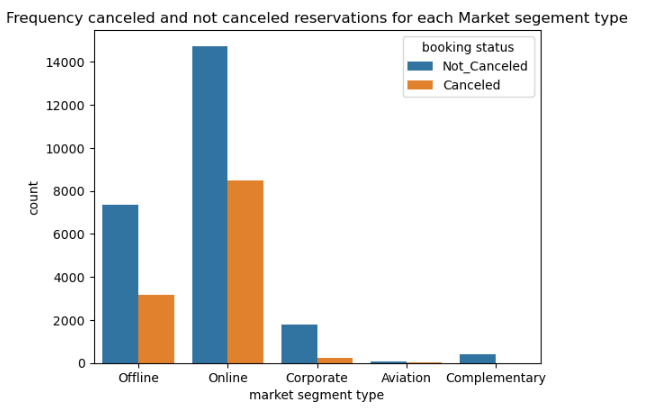 Frequency canceled and not canceled reservations for each Market segement type
booking status
Not_Canceled
Canceled
14000
12000
10000
8000
6000
4000
2000
0
count
Offline Online Corporate Aviation Complementary
market segment type